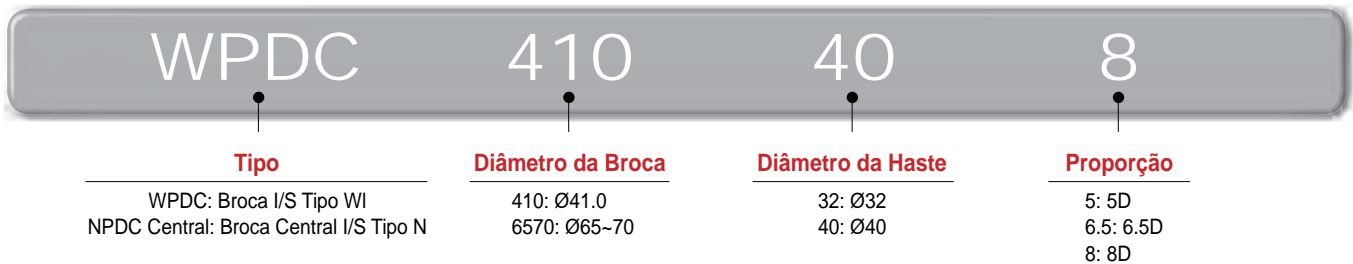 WPDC 410 40 8
Tipo Diâmetro da Broca Diâmetro da Haste Proporção
WPDC: Broca I/S Tipo WI 410: Ø41.0 32: Ø32 5: 5D
NPDC Central: Broca Central I/S Tipo N 6570: Ø65~70 40: Ø40 6.5: 6.5D
8: 8D